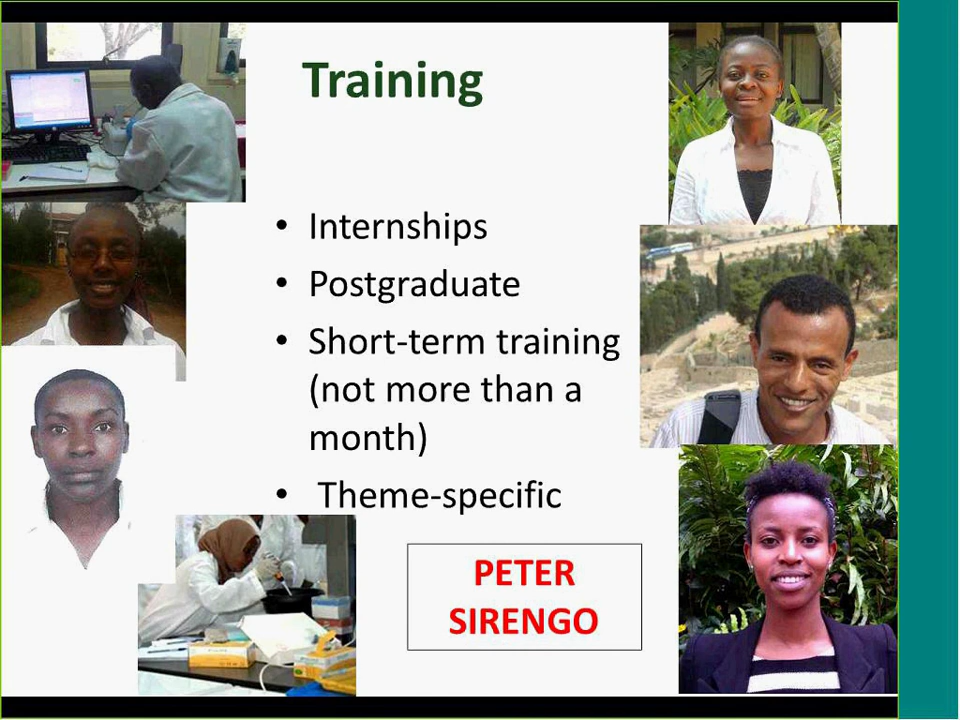 Training
• Internships
• Postgraduate
• Short-term training
(not more than a
month)
• Theme-specific
PETER
SIRENGO